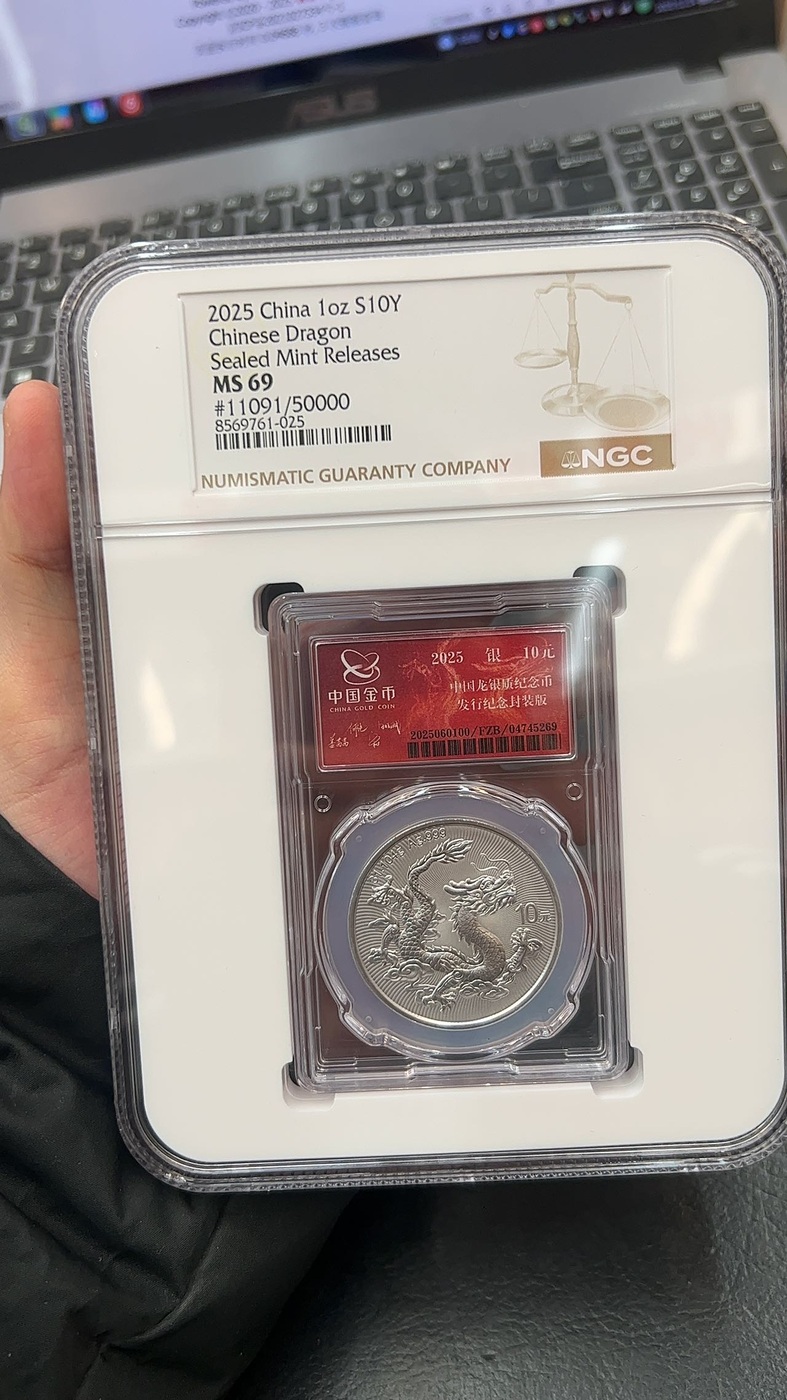 ASUS
2025 China 1oz S10Y
Chinese Dragon
Sealed Mint Releases
MS 69
#11091/50000
8569761-025
NUMISMATIC GUARANTY COMPANY
NGC
2025 银 10元
中国龙银质纪念币
发行纪念封装版
中国金币
CHINA GOLD COIN
2025060100/FZB/04745269
10元